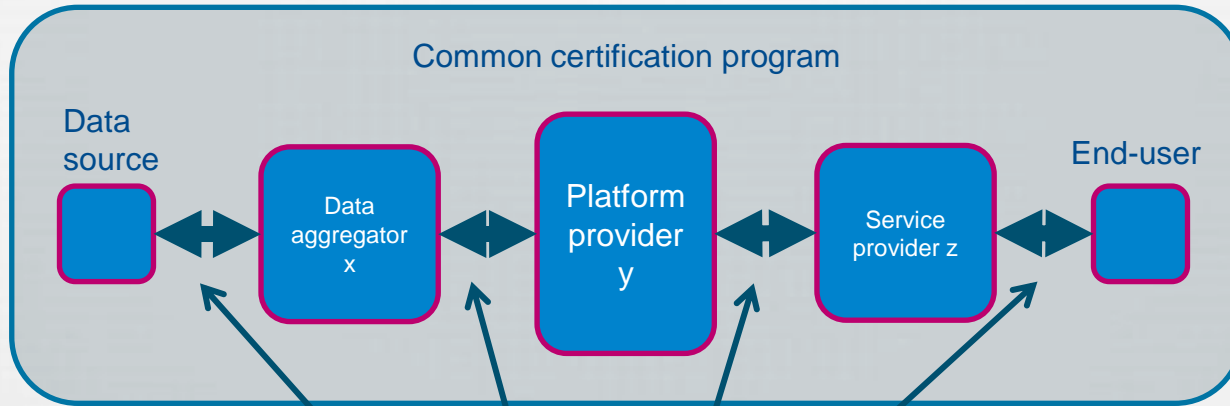 Common certification program
Data
source
Data
aggregator
x
Platform
provider
y
Service
provider z
End-user